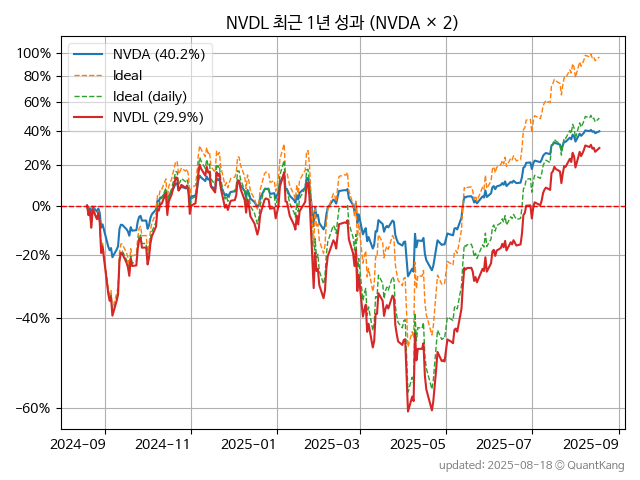 NVDL 최근 1년 성과 (NVDA × 2)
NVDA (40.2%)
Ideal
Ideal (daily)
NVDL (29.9%)
100%
80%
60%
40%
20%
0%
−20%
−40%
−60%
2024-09 2024-11 2025-01 2025-03 2025-05 2025-07 2025-09
updated: 2025-08-18 © QuantKang